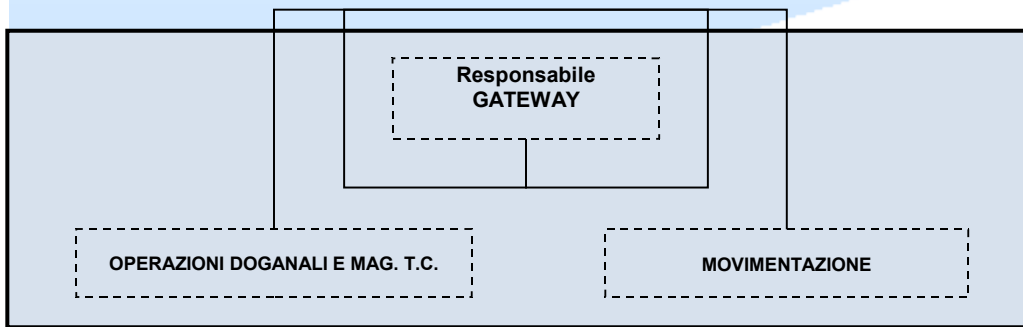 Responsabile
GATEWAY
OPERAZIONI DOGANALI E MAG. T.C.
MOVIMENTAZIONE